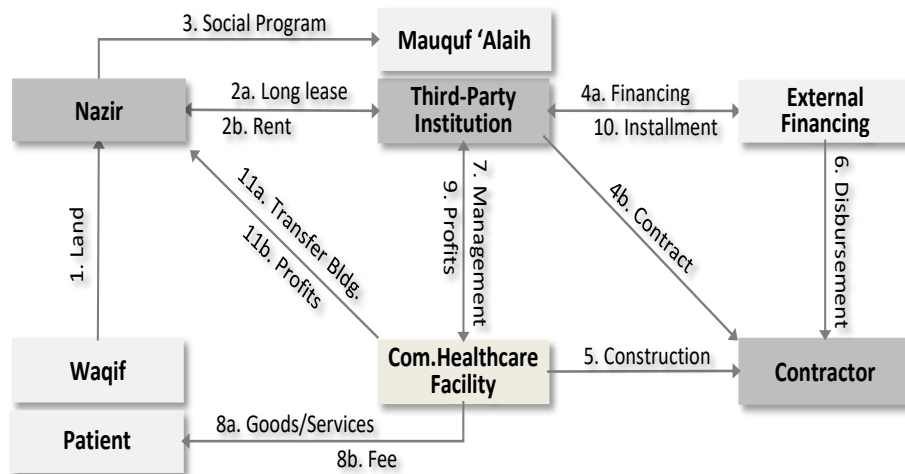 3. Social Program
Mauquf ‘Alaih
Nazir
2a. Long lease
2b. Rent
Third-Party
Institution
4a. Financing
10. Installment
External
Financing
1. Land
11a. Transfer Bldg.
11b. Profits
7. Management
9. Profits
4b. Contract
6. Disbursement
Waqif
Com.Healthcare
Facility
5. Construction
Contractor
Patient
8a. Goods/Services
8b. Fee